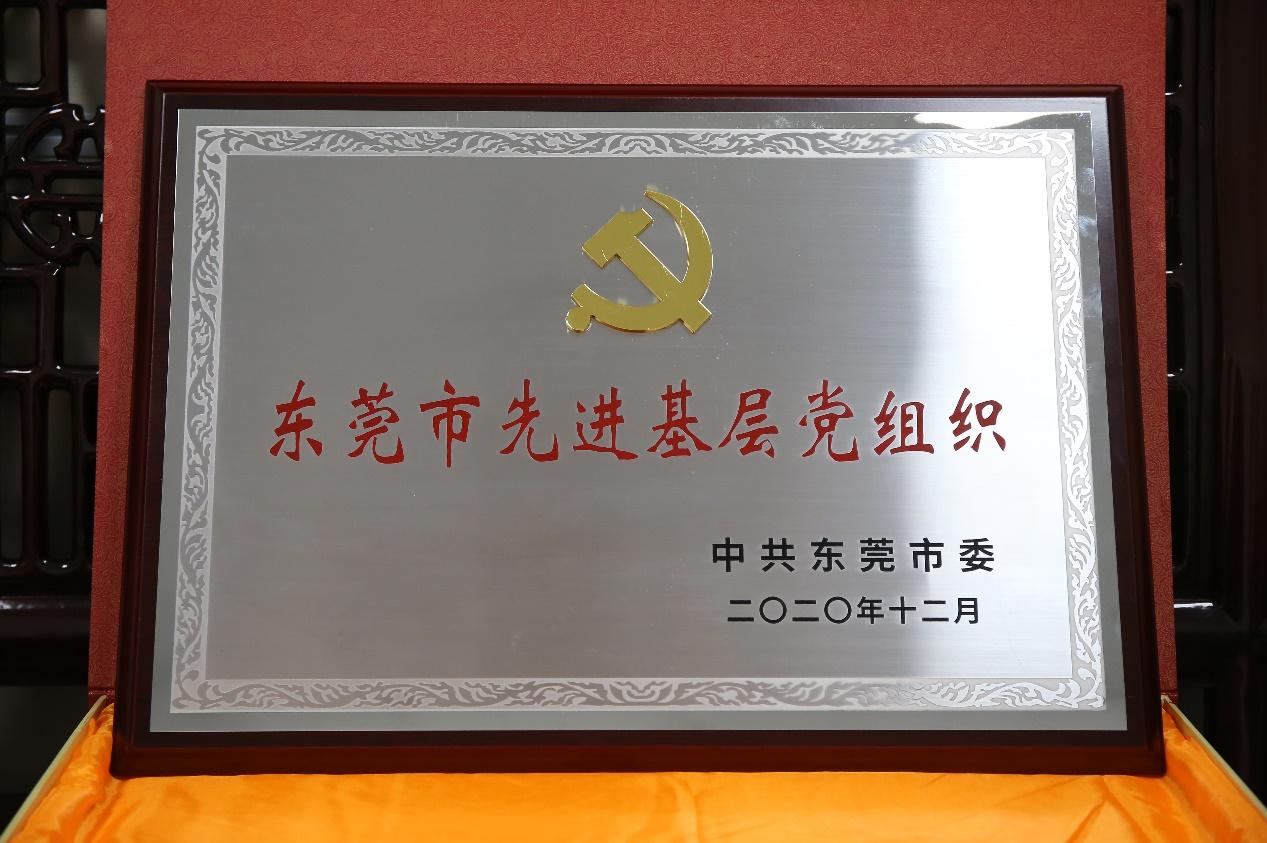 东莞市先进基层党组织
中共东莞市委
二〇二〇年十二月